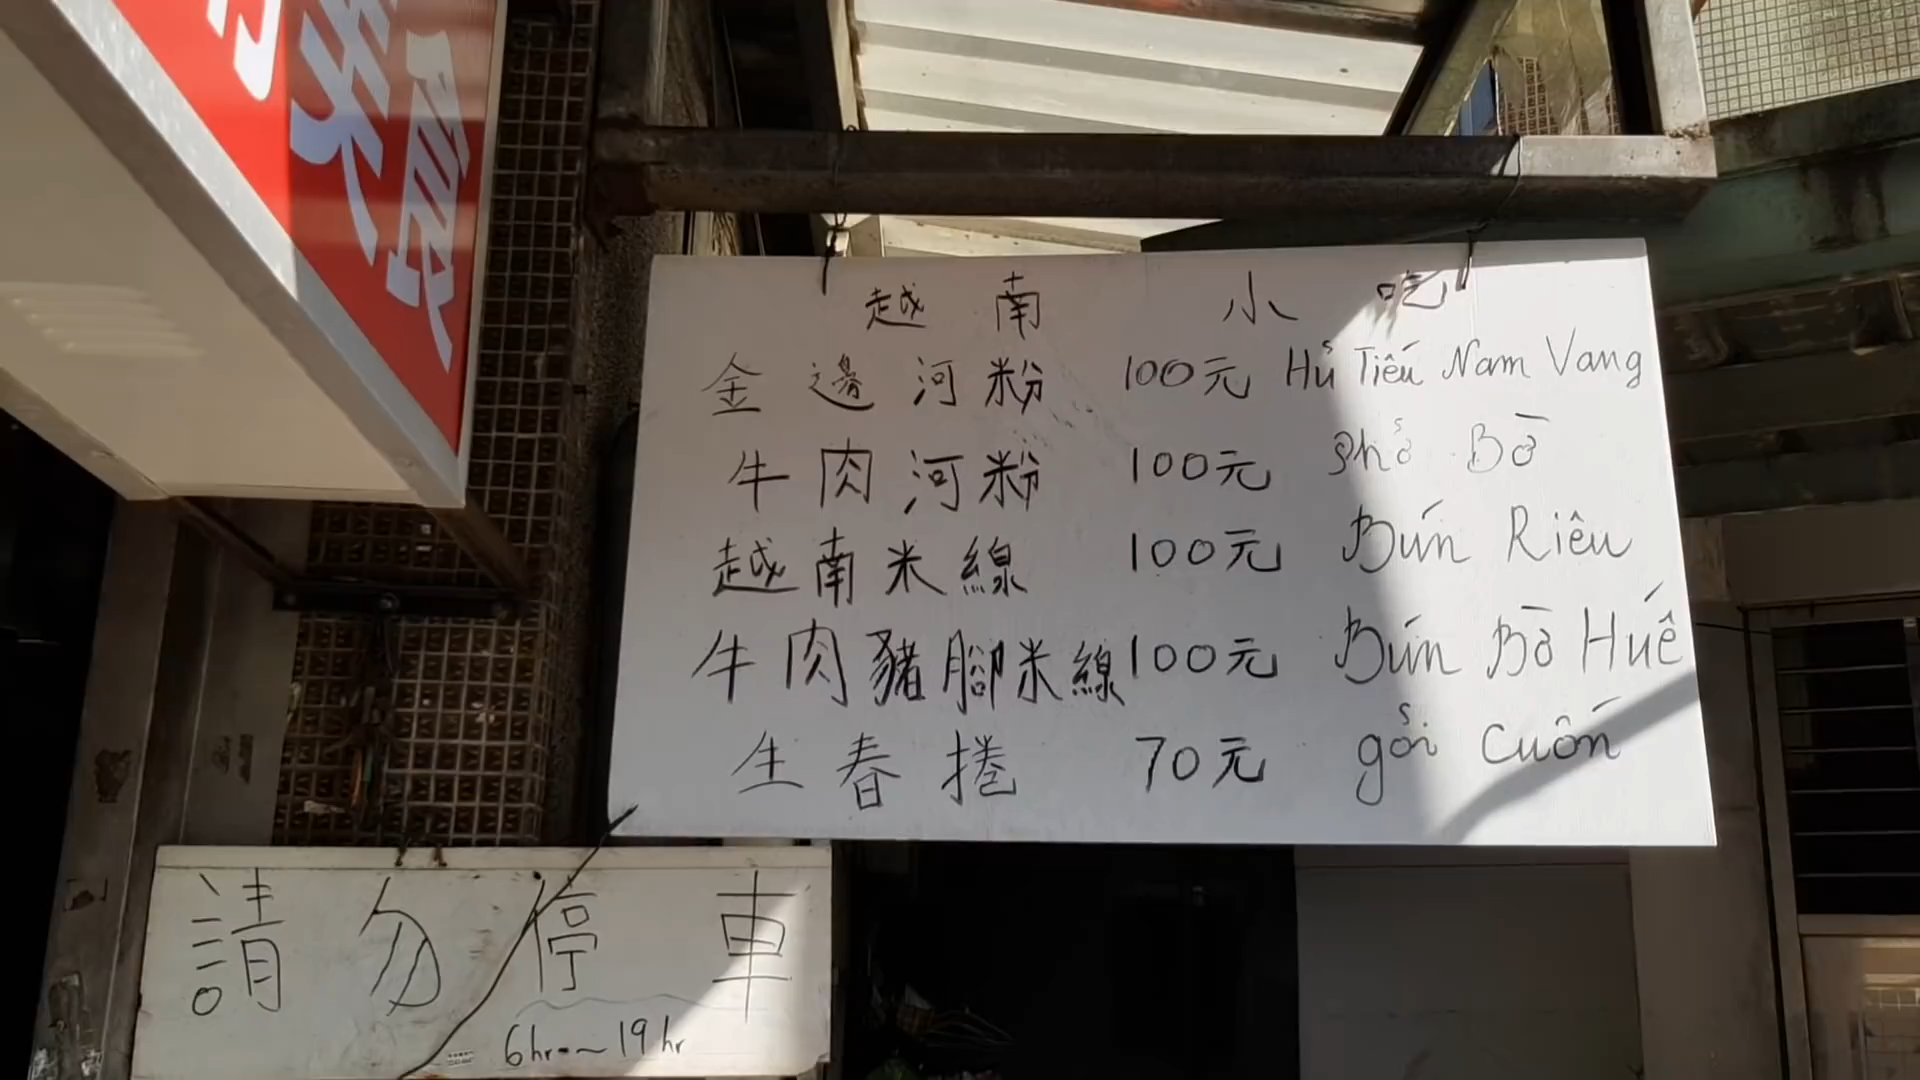 越南小吃
金邊河粉 100元 Hủ Tiếu Nam Vang
牛肉河粉 100元 Phở Bò
越南米線 100元 Bún Riêu
牛肉豬腳米線 100元 Bún Bò Huế
生春捲 70元 gỏi cuốn
請勿停車
6hr~19hr